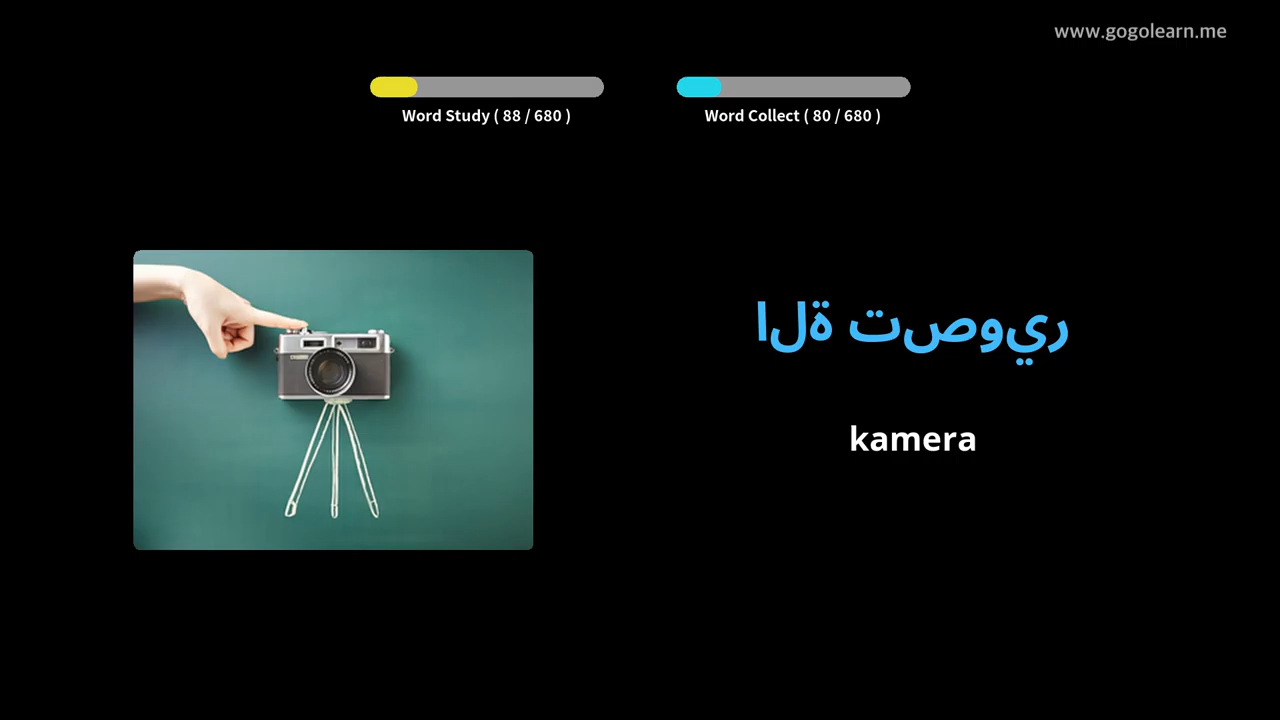 www.gogolearn.me
Word Study ( 88 / 680 )
Word Collect ( 80 / 680 )
الة تصوير
kamera